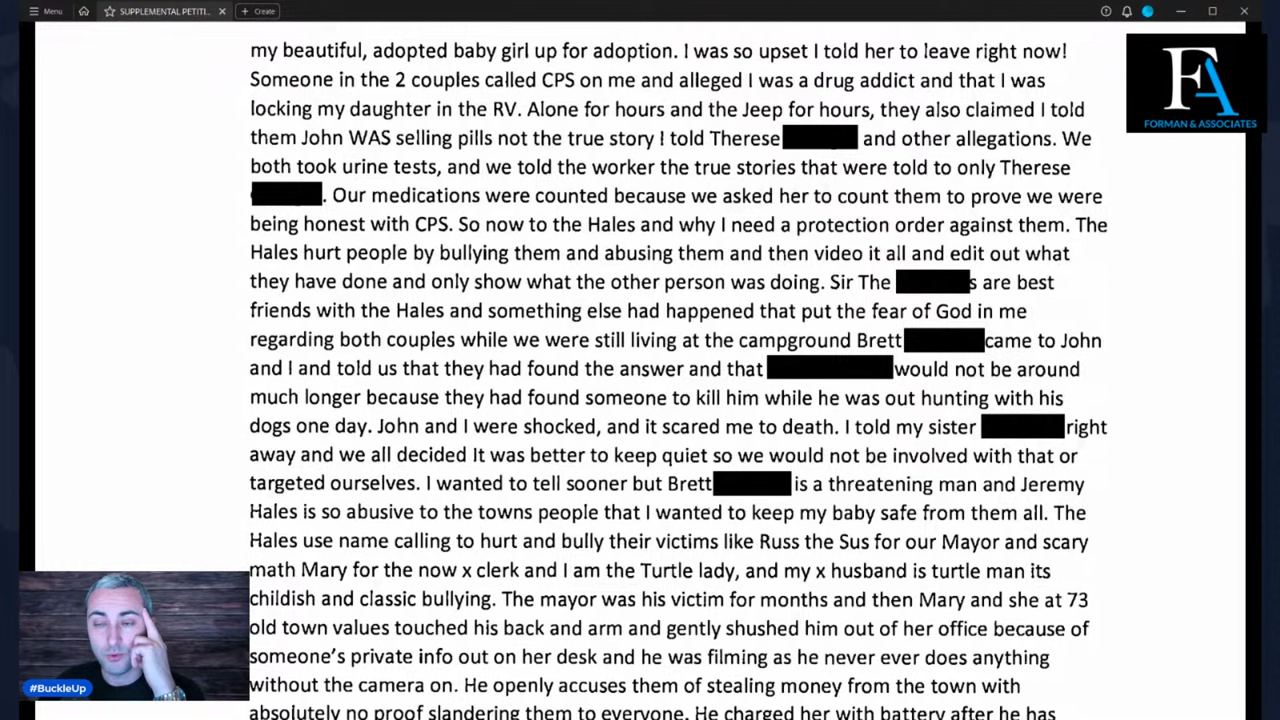 Menu
SUPPLEMENTAL PETITI...
Create
my beautiful, adopted baby girl up for adoption. I was so upset I told her to leave right now!
Someone in the 2 couples called CPS on me and alleged I was a drug addict and that I was
locking my daughter in the RV. Alone for hours and the Jeep for hours, they also claimed I told
them John WAS selling pills not the true story I told Therese and other allegations. We
both took urine tests, and we told the worker the true stories that were told to only Therese
. Our medications were counted because we asked her to count them to prove we were
being honest with CPS. So now to the Hales and why I need a protection order against them. The
Hales hurt people by bullying them and abusing them and then video it all and edit out what
they have done and only show what the other person was doing. Sir The s are best
friends with the Hales and something else had happened that put the fear of God in me
regarding both couples while we were still living at the campground Brett came to John
and I and told us that they had found the answer and that would not be around
much longer because they had found someone to kill him while he was out hunting with his
dogs one day. John and I were shocked, and it scared me to death. I told my sister right
away and we all decided It was better to keep quiet so we would not be involved with that or
targeted ourselves. I wanted to tell sooner but Brett is a threatening man and Jeremy
Hales is so abusive to the towns people that I wanted to keep my baby safe from them all. The
Hales use name calling to hurt and bully their victims like Russ the Sus for our Mayor and scary
math Mary for the now x clerk and I am the Turtle lady, and my x husband is turtle man its
childish and classic bullying. The mayor was his victim for months and then Mary and she at 73
old town values touched his back and arm and gently shushed him out of her office because of
someone's private info out on her desk and he was filming as he never ever does anything
without the camera on. He openly accuses them of stealing money from the town with
absolutely no proof slandering them to everyone. He charged her with battery after he has
FA
FORMAN & ASSOCIATES
#BuckleUp